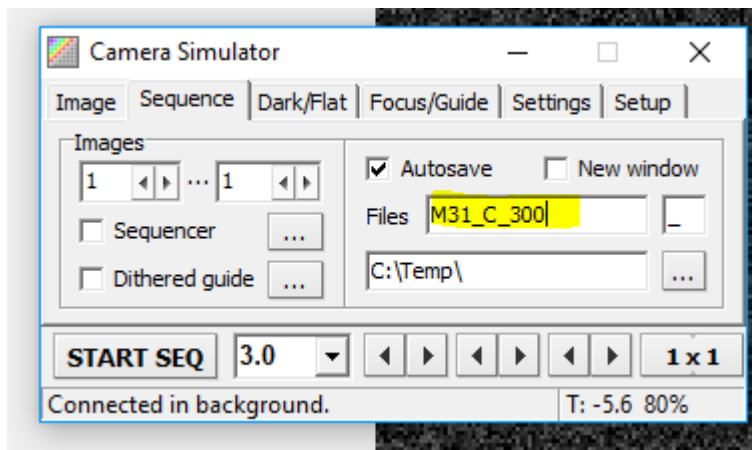 Camera Simulator
Image Sequence Dark/Flat Focus/Guide Settings Setup
Images
1 ... 1
Sequencer ...
Dithered guide ...
Autosave New window
Files M31_C_300 _
C:\Temp\ ...
START SEQ 3.0 1 x 1
Connected in background. T: -5.6 80%